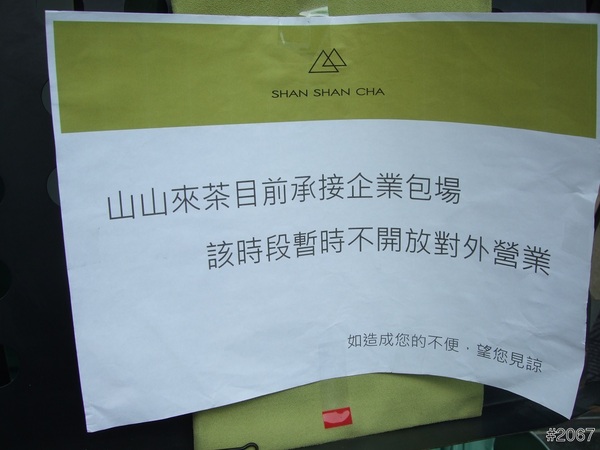 SHAN SHAN CHA
山山來茶目前承接企業包場
該時段暫時不開放對外營業
如造成您的不便，望您見諒
#2067